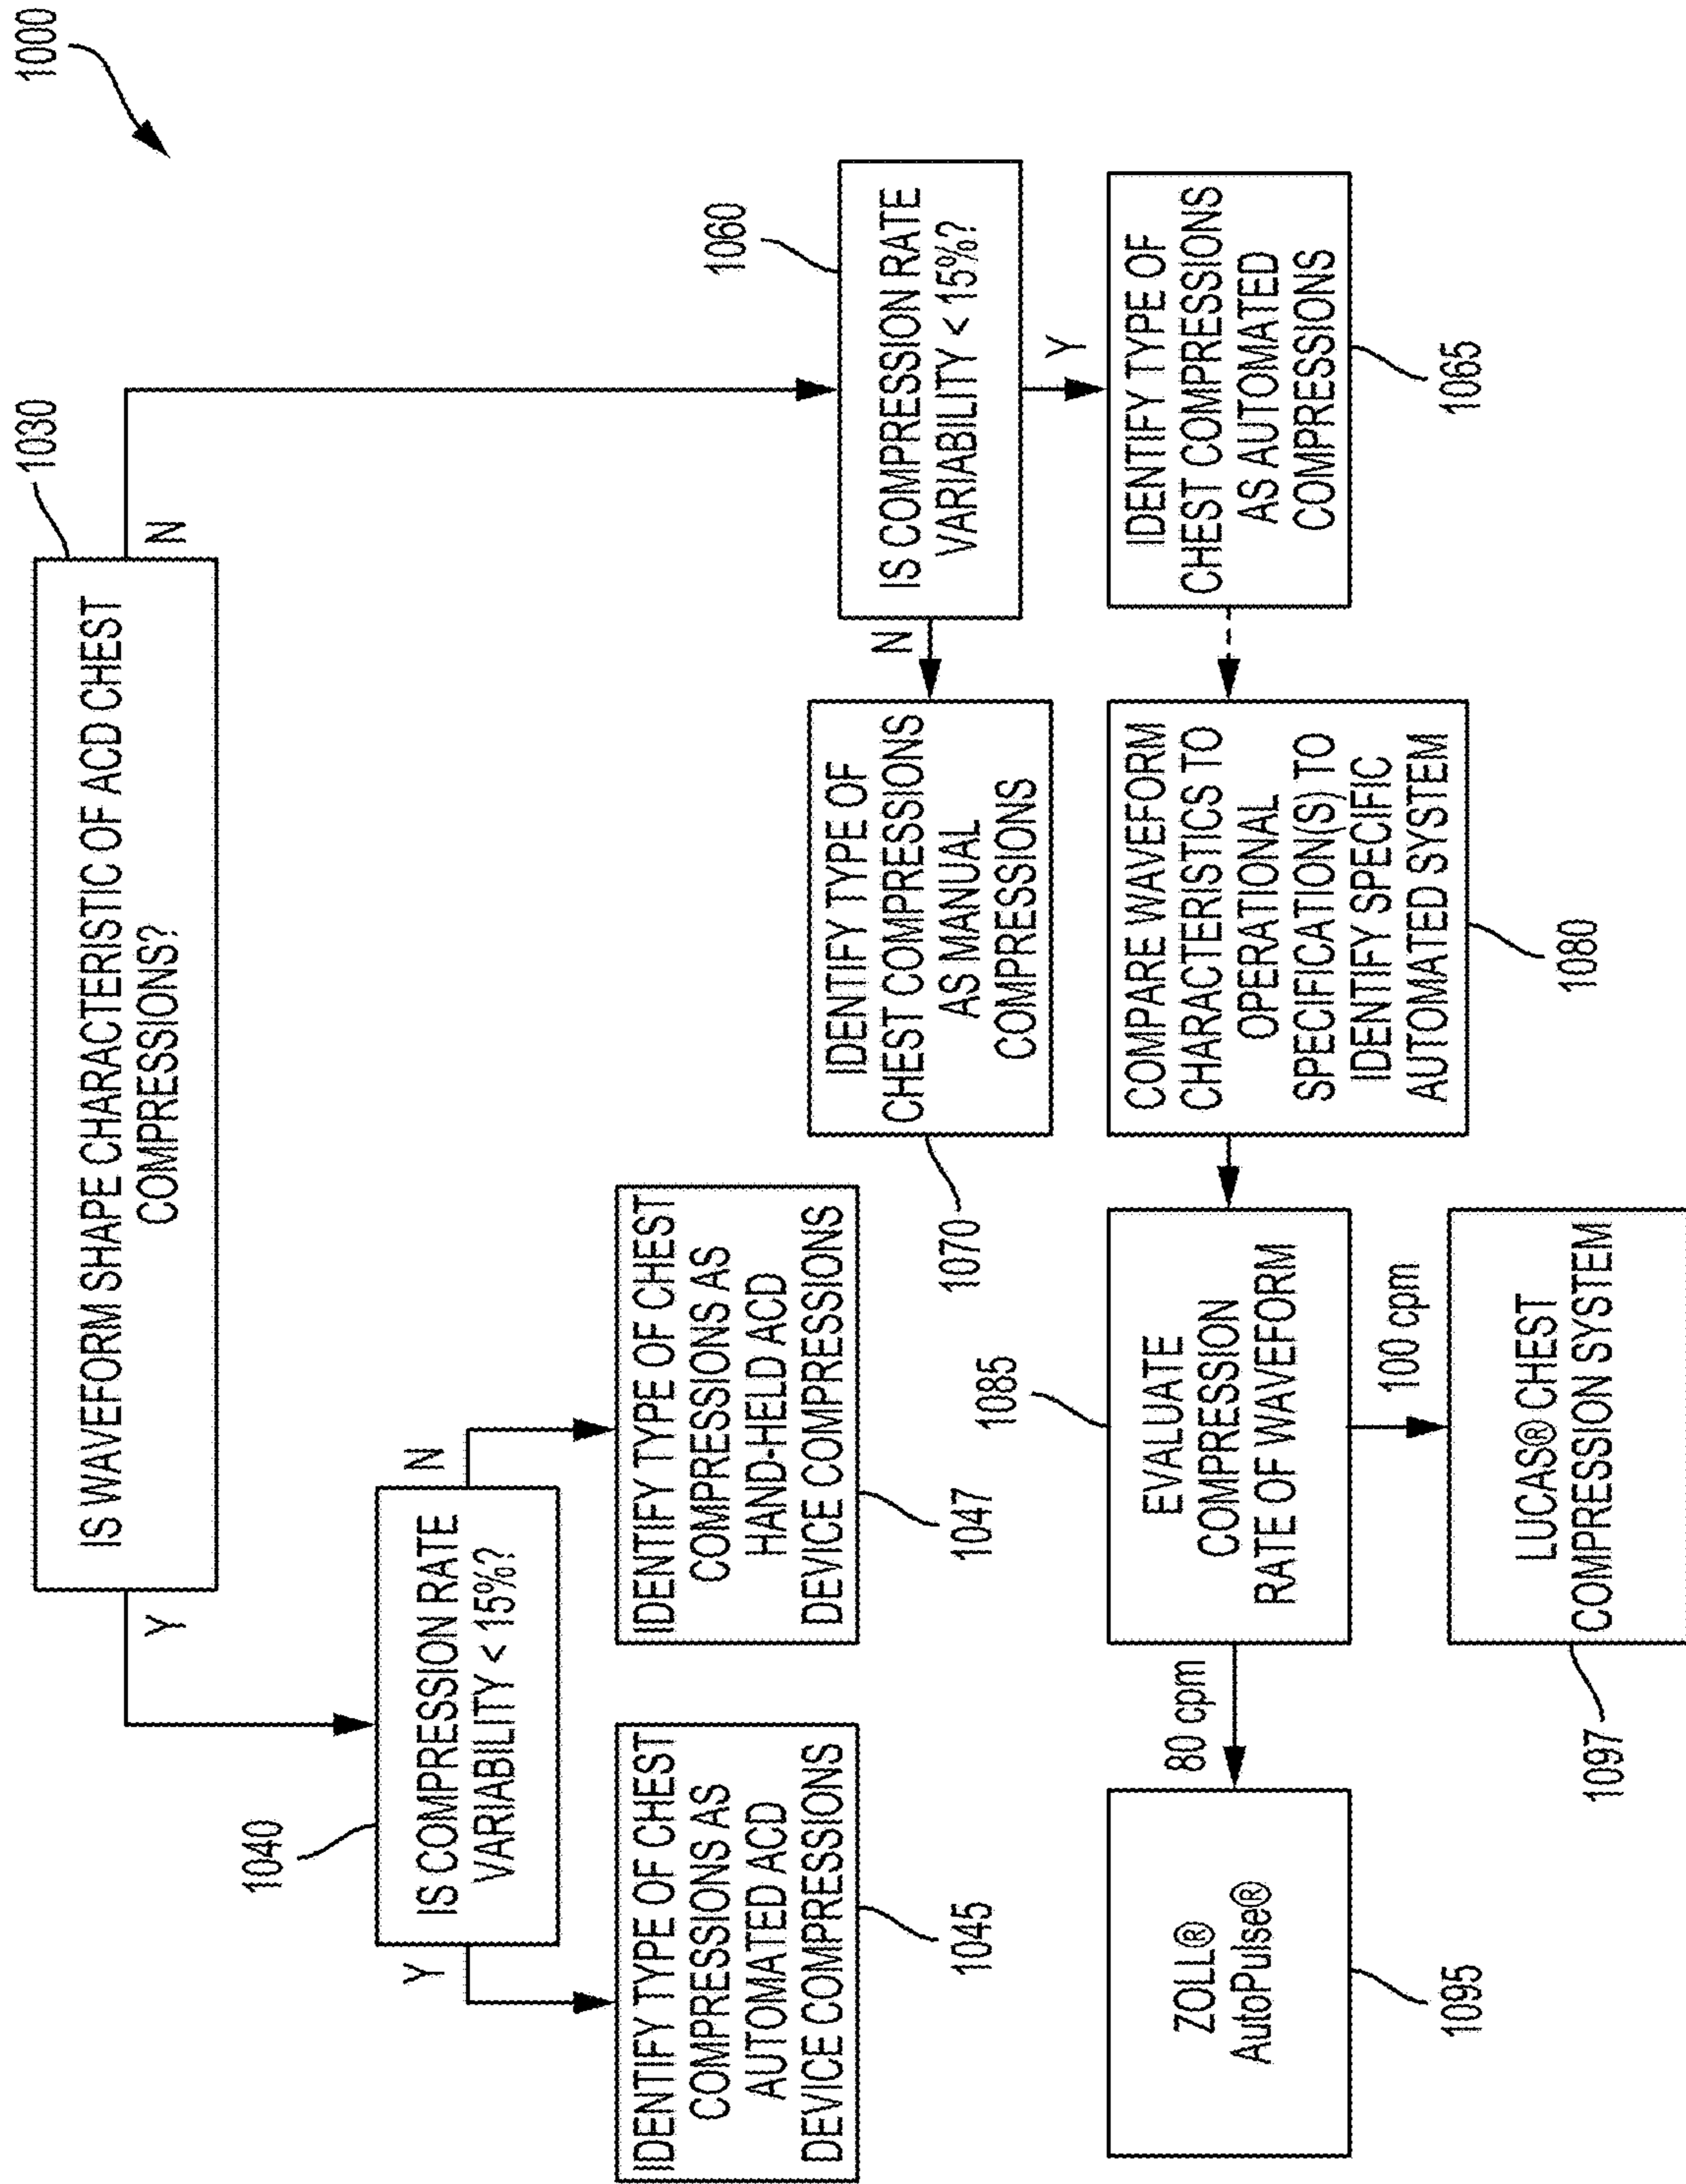 1000
1030
IS WAVEFORM SHAPE CHARACTERISTIC OF ACD CHEST
COMPRESSIONS?
Y
N
1040
IS COMPRESSION RATE
VARIABILITY < 15%?
Y
N
IDENTIFY TYPE OF CHEST
COMPRESSIONS AS
AUTOMATED ACD
DEVICE COMPRESSIONS
1045
IDENTIFY TYPE OF CHEST
COMPRESSIONS AS
HAND-HELD ACD
DEVICE COMPRESSIONS
1047
1060
IS COMPRESSION RATE
VARIABILITY < 15%?
N
Y
IDENTIFY TYPE OF
CHEST COMPRESSIONS
AS MANUAL
COMPRESSIONS
1070
IDENTIFY TYPE OF
CHEST COMPRESSIONS
AS AUTOMATED
COMPRESSIONS
1065
COMPARE WAVEFORM
CHARACTERISTICS TO
OPERATIONAL
SPECIFICATION(S) TO
IDENTIFY SPECIFIC
AUTOMATED SYSTEM
1080
1085
EVALUATE
COMPRESSION
RATE OF WAVEFORM
80 cpm
100 cpm
ZOLL®
AutoPulse®
1095
LUCAS® CHEST
COMPRESSION SYSTEM
1097